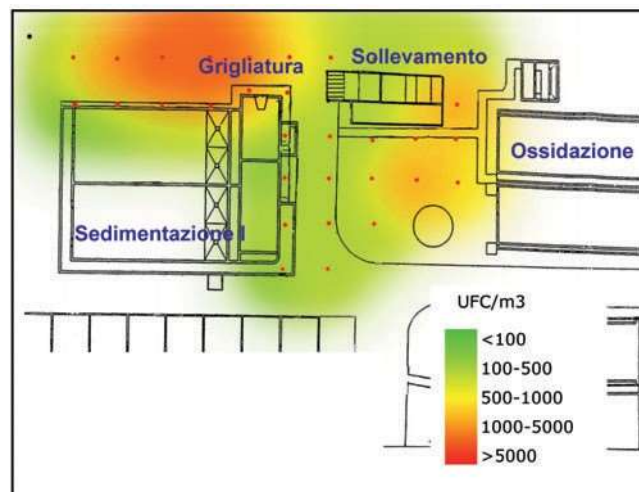 Grigliatura
Sollevamento
Ossidazione
Sedimentazione I
UFC/m3
<100
100-500
500-1000
1000-5000
>5000